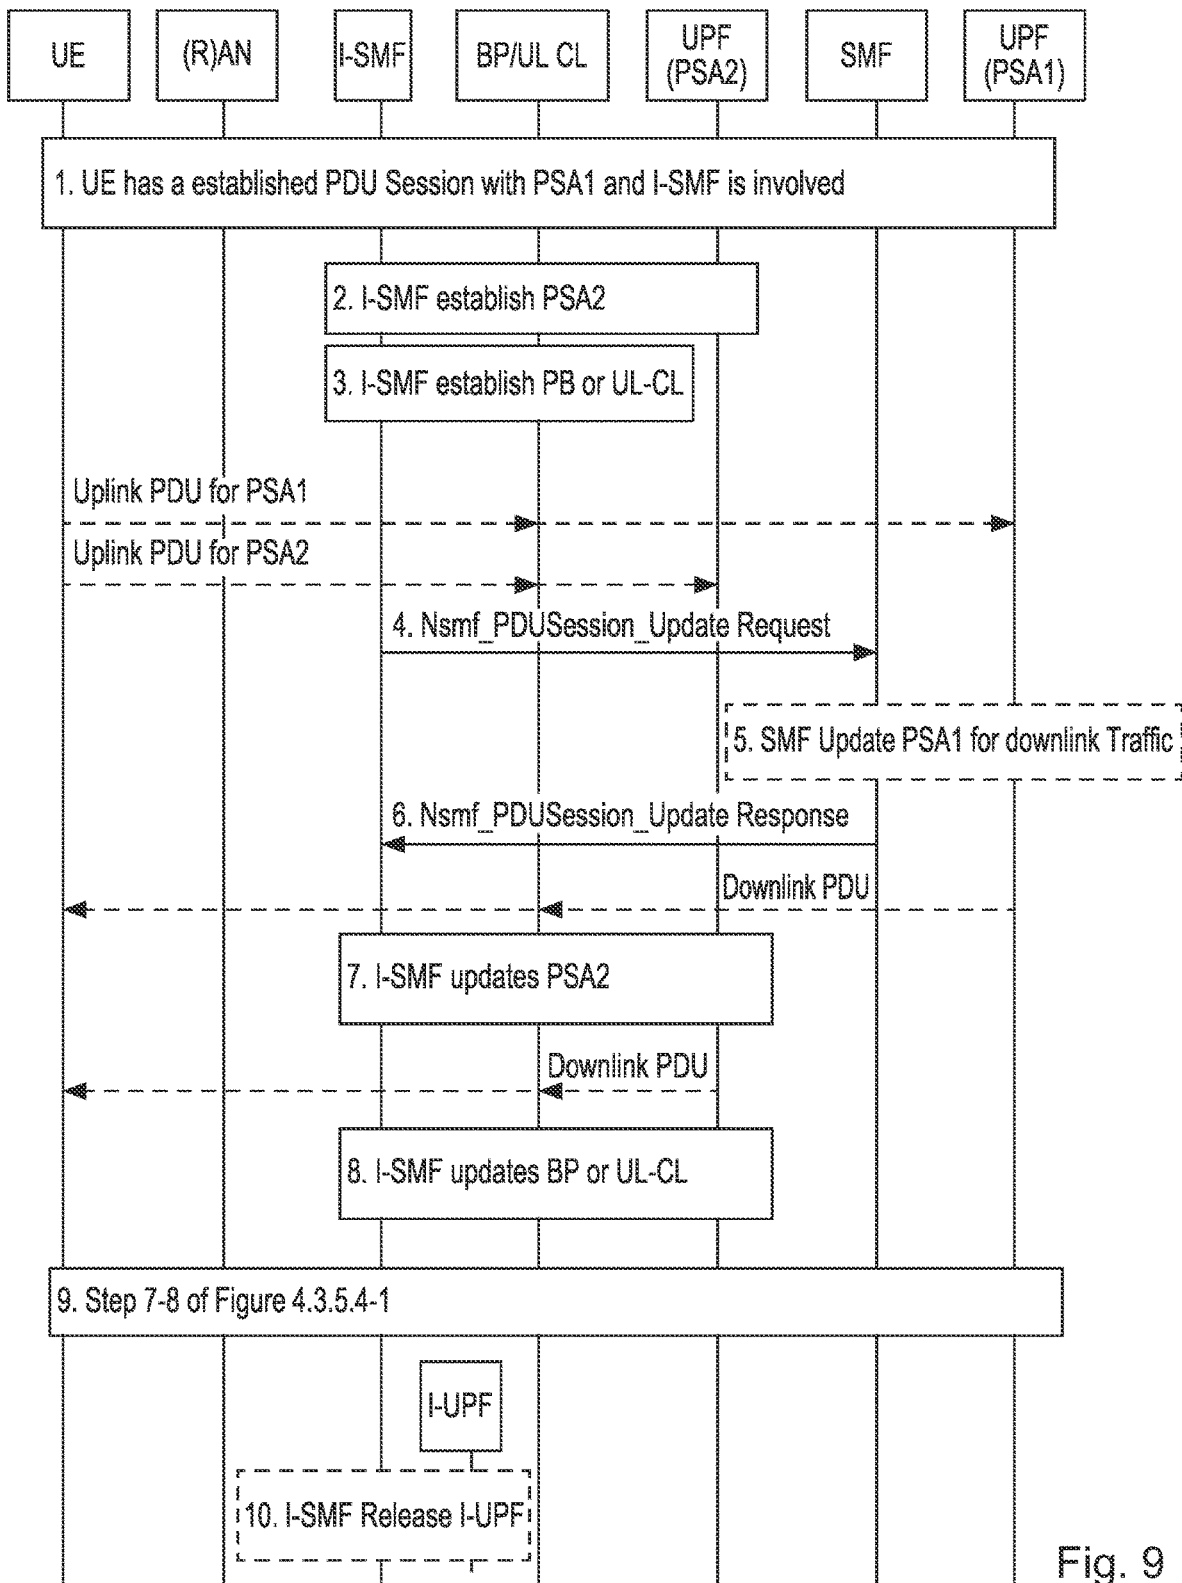 UE
(R)AN
I-SMF
BP/UL CL
UPF
(PSA2)
SMF
UPF
(PSA1)
1. UE has a established PDU Session with PSA1 and I-SMF is involved
2. I-SMF establish PSA2
3. I-SMF establish PB or UL-CL
Uplink PDU for PSA1
Uplink PDU for PSA2
4. Nsmf_PDUSession_Update Request
5. SMF Update PSA1 for downlink Traffic
6. Nsmf_PDUSession_Update Response
Downlink PDU
7. I-SMF updates PSA2
Downlink PDU
8. I-SMF updates BP or UL-CL
9. Step 7-8 of Figure 4.3.5.4-1
I-UPF
10. I-SMF Release I-UPF
Fig. 9